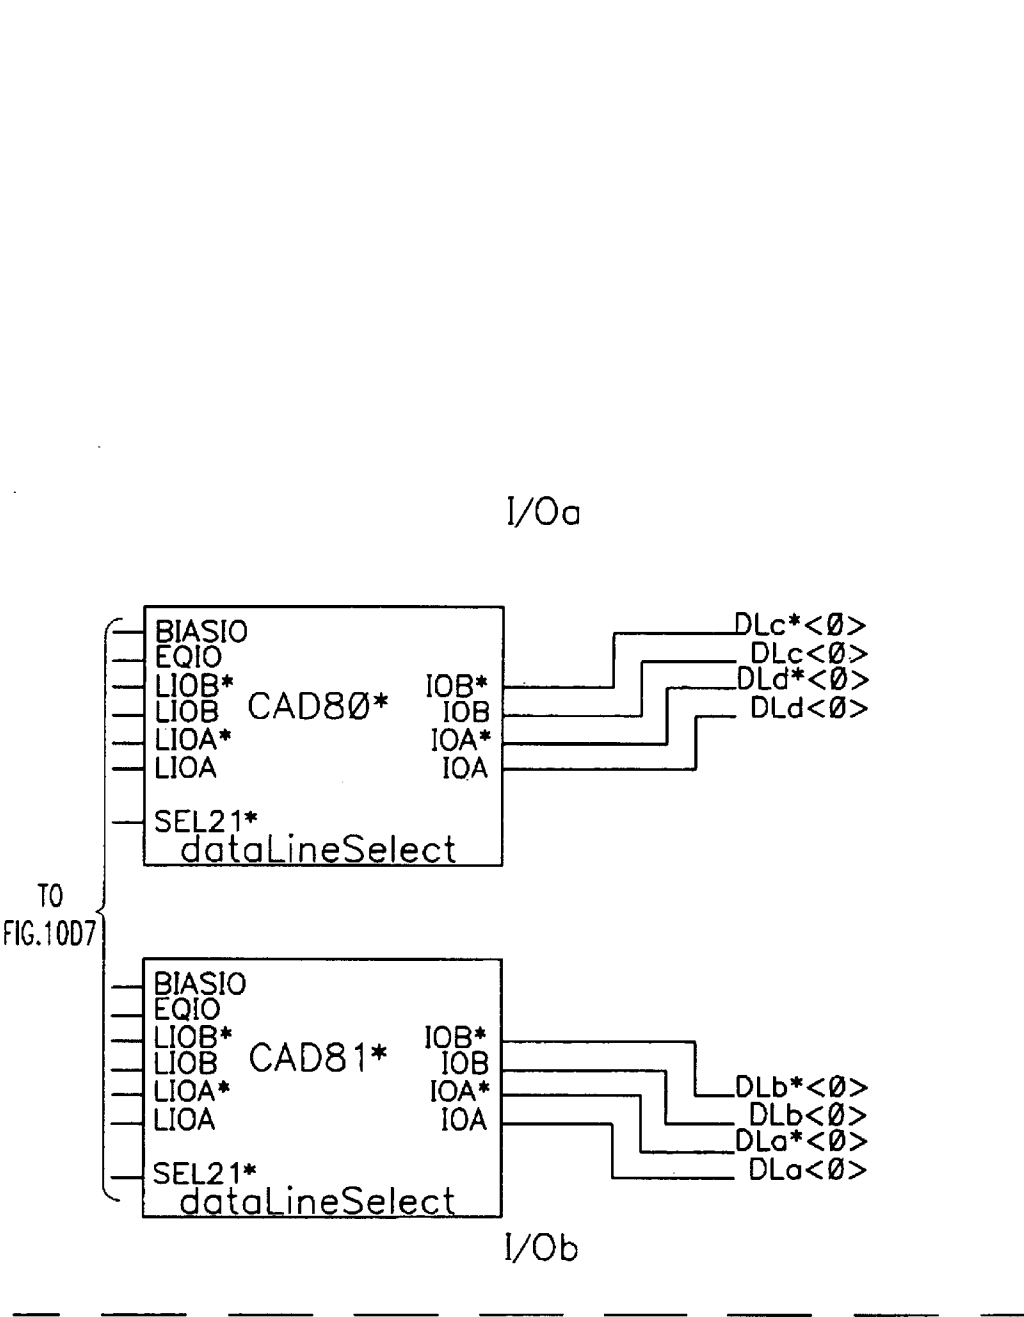 I/Oa
BIASIO
EQIO
LIOB*
LIOB
LIOA*
LIOA
SEL21*
CAD8Ø*
IOB*
IOB
IOA*
IOA
dataLineSelect
DLc*<Ø>
DLc<Ø>
DLd*<Ø>
DLd<Ø>
TO
FIG.10D7
BIASIO
EQIO
LIOB*
LIOB
LIOA*
LIOA
SEL21*
CAD81*
IOB*
IOB
IOA*
IOA
dataLineSelect
DLb*<Ø>
DLb<Ø>
DLa*<Ø>
DLa<Ø>
I/Ob